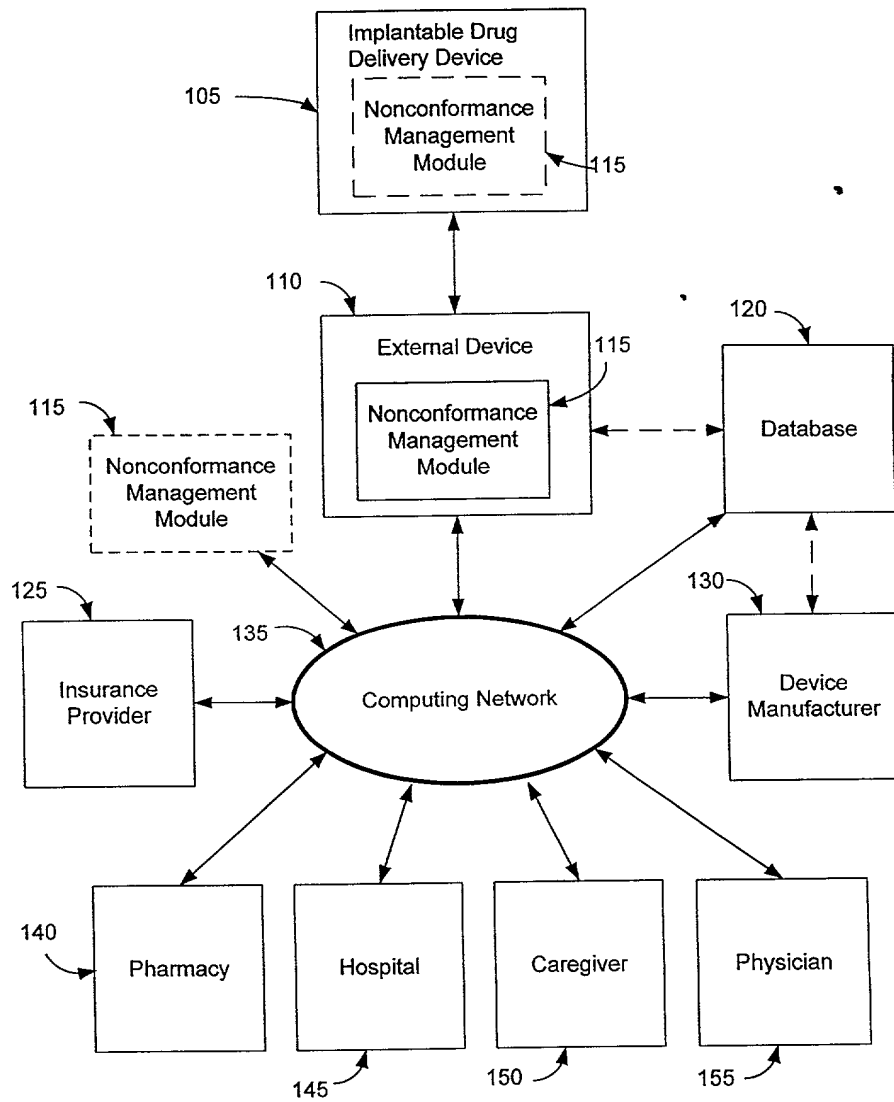 Implantable Drug
Delivery Device
105
Nonconformance
Management
Module
115
110
External Device
115
Nonconformance
Management
Module
120
Database
115
Nonconformance
Management
Module
125
Insurance
Provider
135
Computing Network
130
Device
Manufacturer
140
Pharmacy
Hospital
145
Caregiver
150
Physician
155